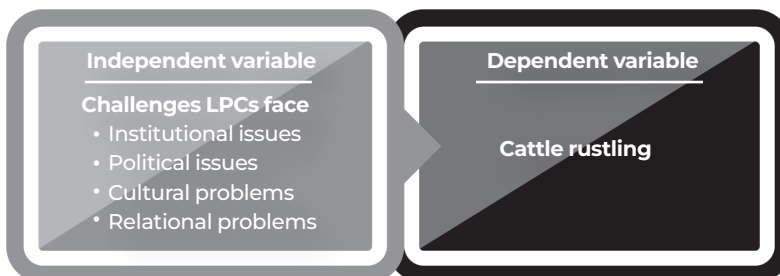 Independent variable
Challenges LPCs face
• Institutional issues
• Political issues
• Cultural problems
• Relational problems
Dependent variable
Cattle rustling